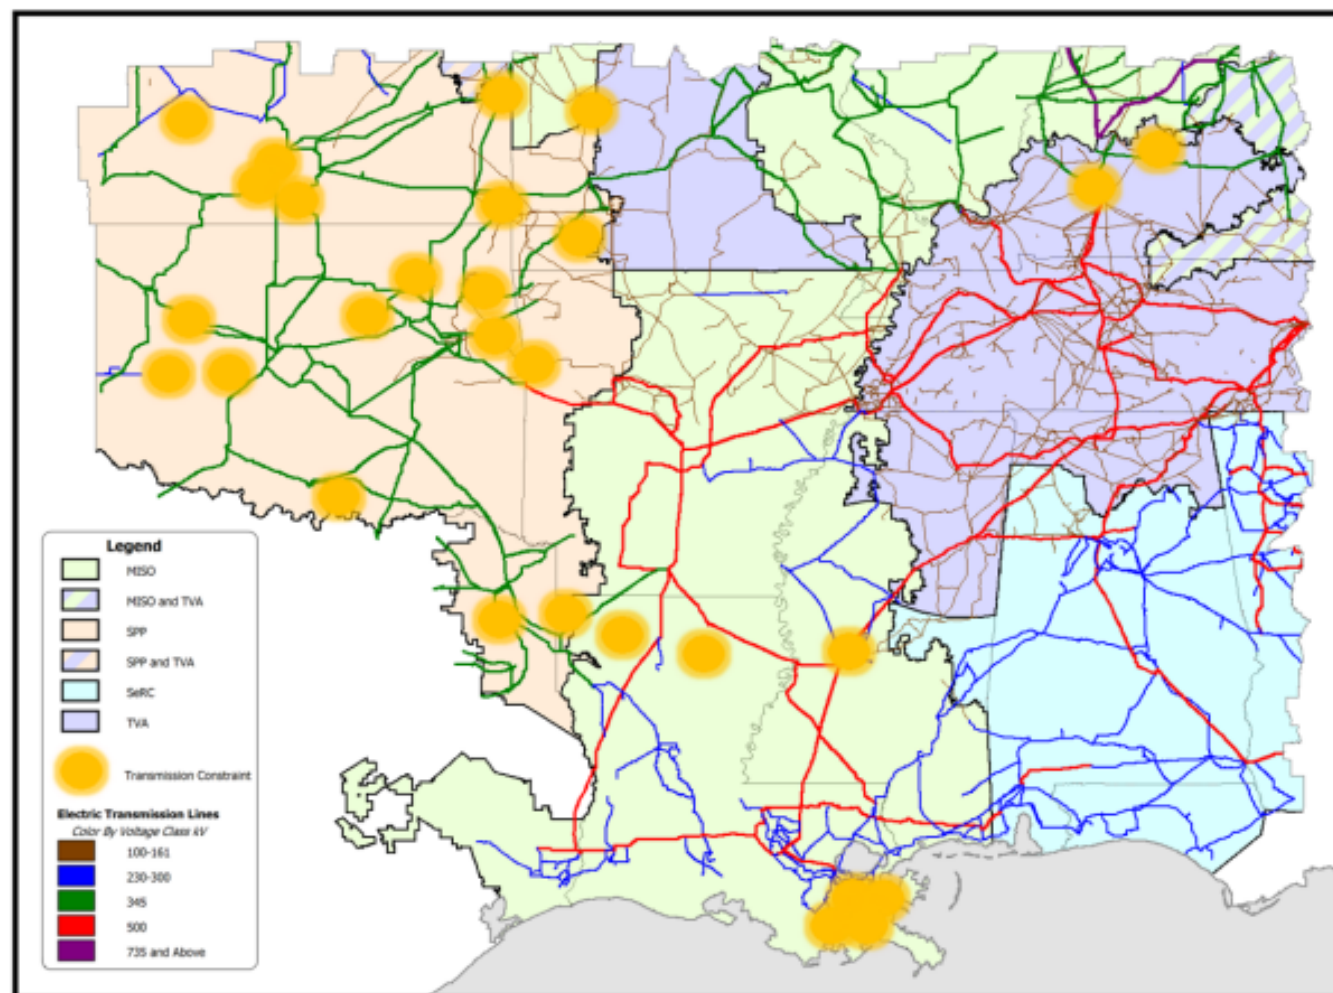 Legend
MISO
MISO and TVA
SPP
SPP and TVA
SeRC
TVA
Transmission Constraint
Electric Transmission Lines
Color By Voltage Class kV
100-161
230-300
345
500
735 and Above